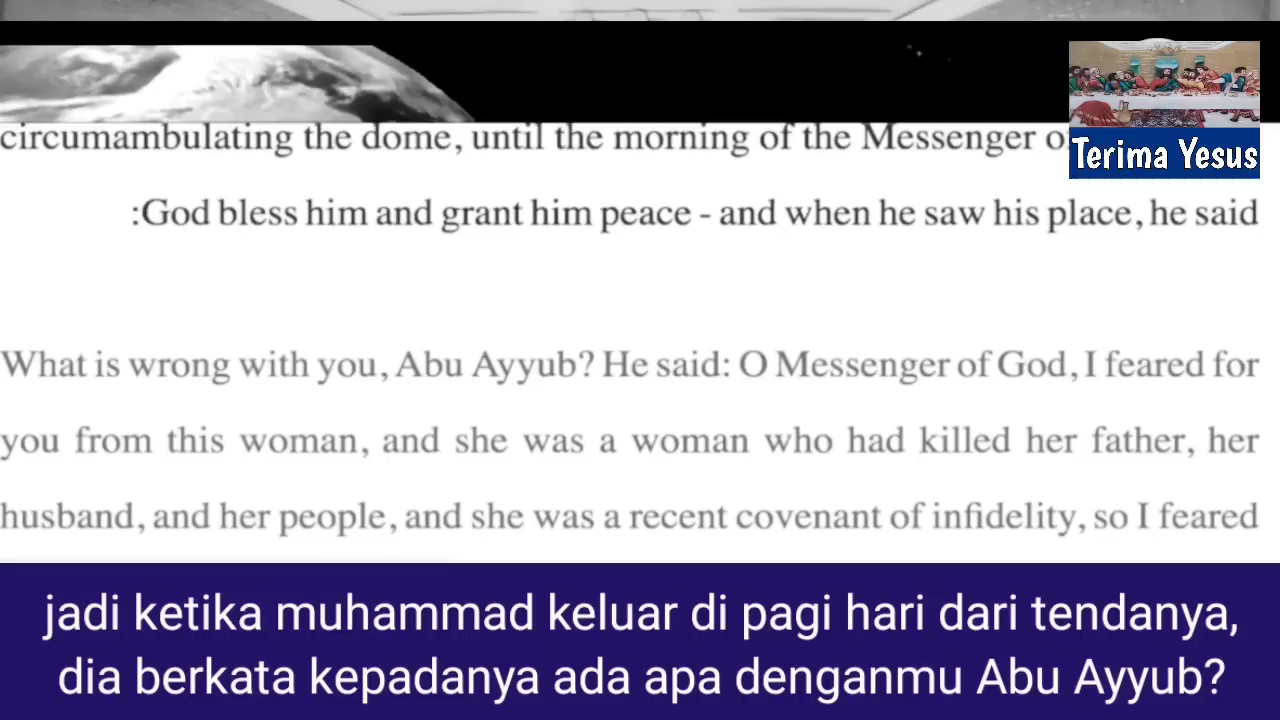 circumambulating the dome, until the morning of the Messenger o
Terima Yesus
:God bless him and grant him peace - and when he saw his place, he said
What is wrong with you, Abu Ayyub? He said: O Messenger of God, I feared for
you from this woman, and she was a woman who had killed her father, her
husband, and her people, and she was a recent covenant of infidelity, so I feared
jadi ketika muhammad keluar di pagi hari dari tendanya,
dia berkata kepadanya ada apa denganmu Abu Ayyub?